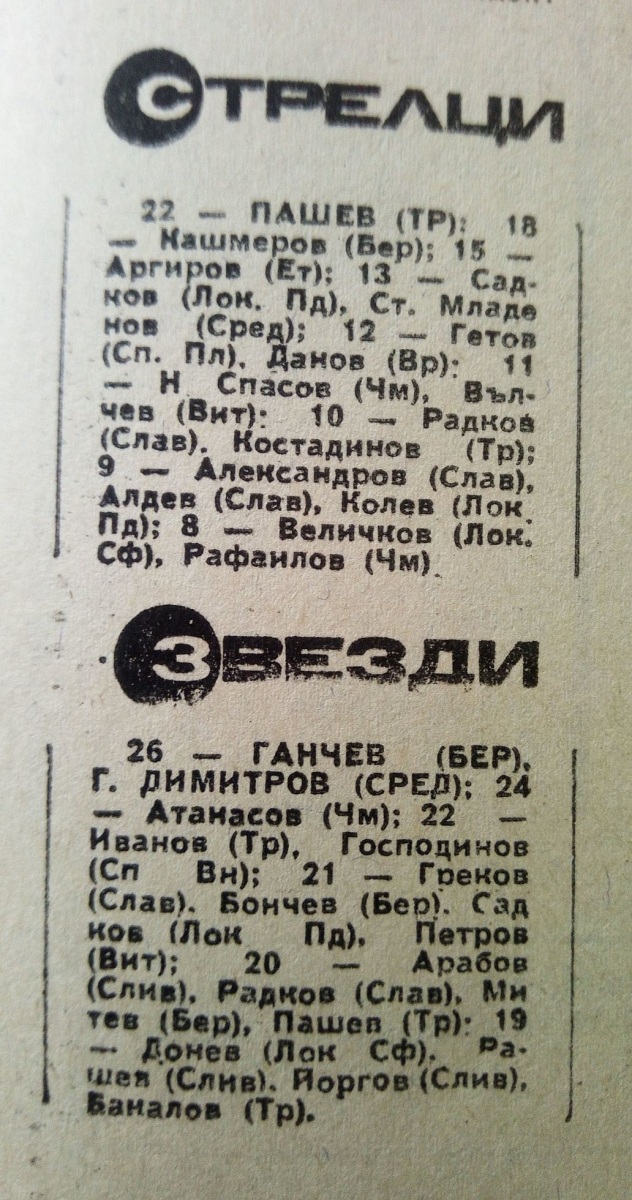 СТРЕЛЦИ
22 — ПАШЕВ (ТР); 18
— Кашмеров (Бер); 15 —
Аргиров (Ет); 13 — Сад-
ков (Лок. Пд), Ст. Младе
нов (Сред); 12 — Гетов
(Сп. Пл), Данов (Вр); 11
— Н Спасов (Чм), Въл-
чев (Вит); 10 — Радков
(Слав). Костадинов (Тр);
9 — Александров (Слав),
Алдев (Слав), Колев (Лок.
Пд); 8 — Величков (Лок.
Сф), Рафаилов (Чм).
ЗВЕЗДИ
26 — ГАНЧЕВ (БЕР),
Г. ДИМИТРОВ (СРЕД); 24
— Атанасов (Чм); 22 —
Иванов (Тр), Господинов
(Сп Вн); 21 — Греков
(Слав). Бончев (Бер). Сад
ков (Лок Пд), Петров
(Вит); 20 — Арабов
(Слив), Радков (Слав), Ми
тев (Бер), Пашев (Тр); 19
— Донев (Лок Сф). Ра-
шев (Слив). Йоргов (Слив),
Баналов (Тр).